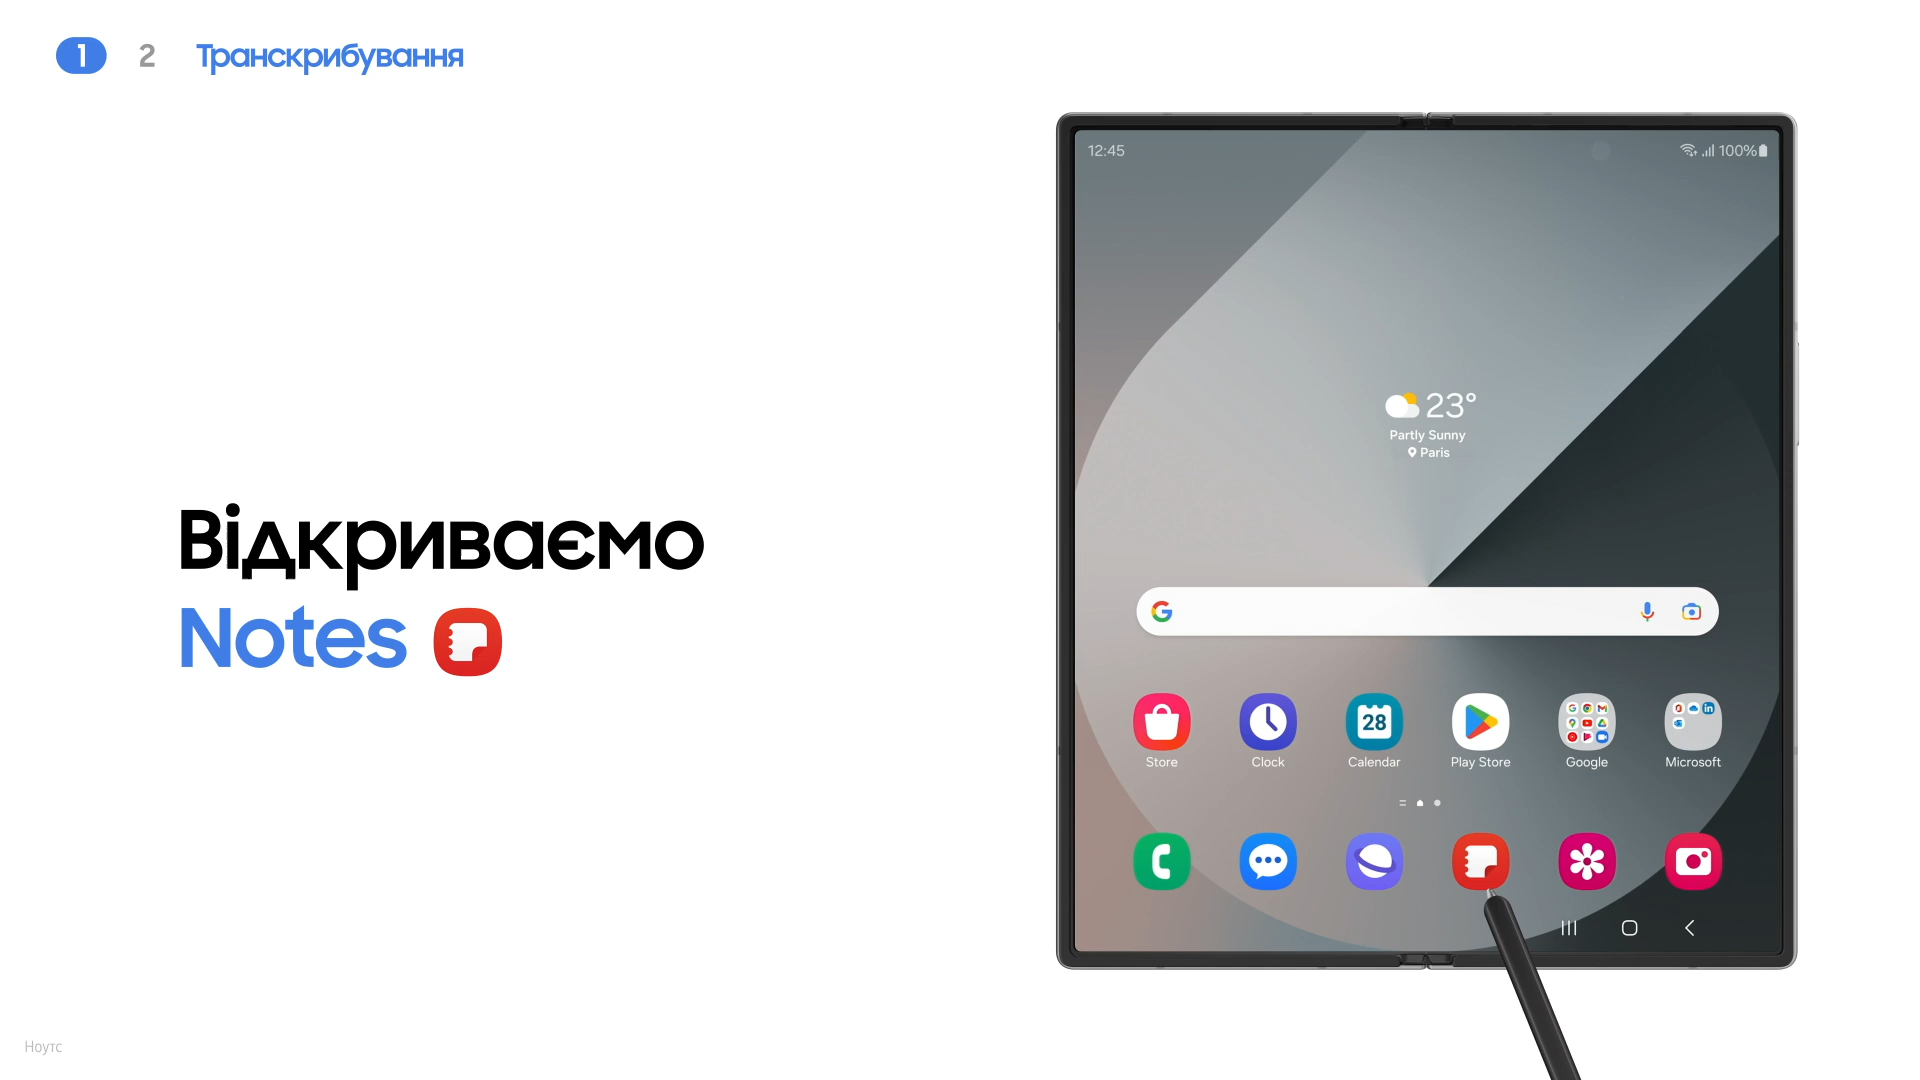 1 2 Транскрибування
Відкриваємо
Notes
12:45 100%
23°
Partly Sunny
Paris
Store Clock Calendar Play Store Google Microsoft
28
Ноутс